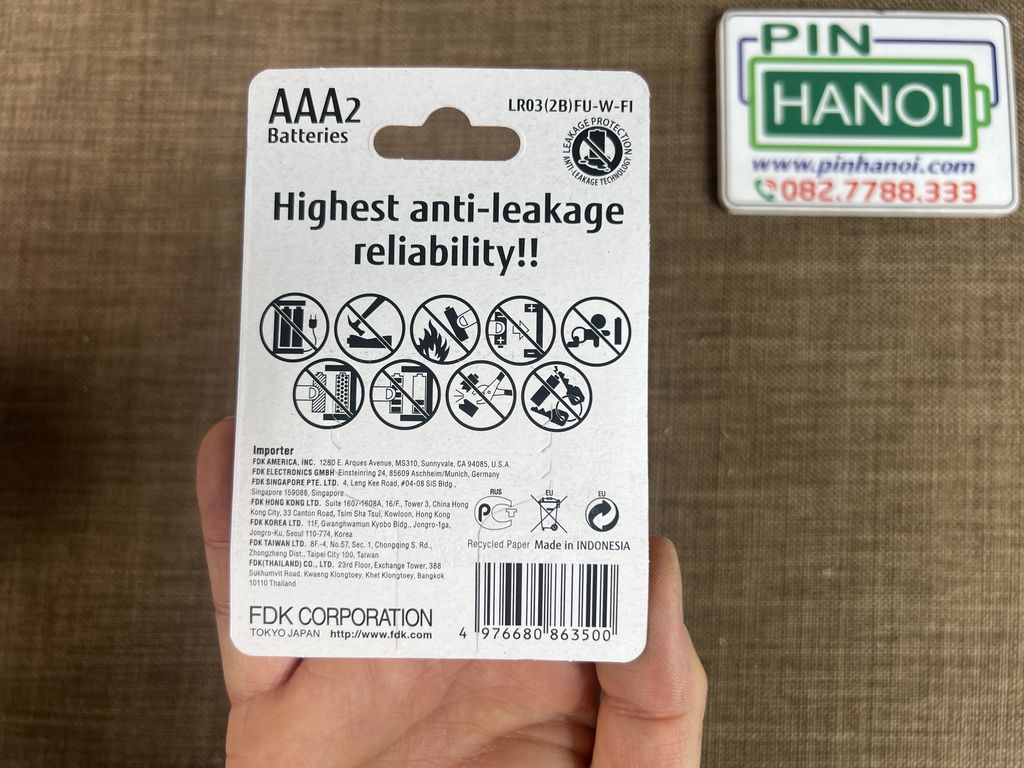 AAA2
Batteries
LR03(2B)FU-W-FI
LEAKAGE PROTECTION
ANTI-LEAKAGE TECHNOLOGY
Highest anti-leakage
reliability!!
Importer
FDK AMERICA, INC. 1280 E. Arques Avenue, MS310, Sunnyvale, CA 94085, U.S.A.
FDK ELECTRONICS GMBH Einsteinring 24, 85609 Aschheim/Munich, Germany
FDK SINGAPORE PTE. LTD. 4, Leng Kee Road, #04-08 SiS Bldg.,
Singapore 159088, Singapore
FDK HONG KONG LTD. Suite 1607-1608A, 16/F., Tower 3, China Hong
Kong City, 33 Canton Road, Tsim Sha Tsui, Kowloon, Hong Kong
FDK KOREA LTD. 11F, Gwanghwamun Kyobo Bldg., Jongro-1ga,
Jongro-Ku, Seoul 110-774, Korea
FDK TAIWAN LTD. 8F.-4, No.57, Sec. 1, Chongqing S. Rd.,
Zhongzheng Dist., Taipei City 100, Taiwan
FDK(THAILAND) CO., LTD. 23rd Floor, Exchange Tower, 388
Sukhumvit Road. Kwaeng Klongtoey, Khet Klongtoey, Bangkok
10110 Thailand
RUS
EU
EU
Recycled Paper Made in INDONESIA
FDK CORPORATION
TOKYO JAPAN http://www.fdk.com
4 976680 863500
PIN
HANOI
www.pinhanoi.com
082.7788.333